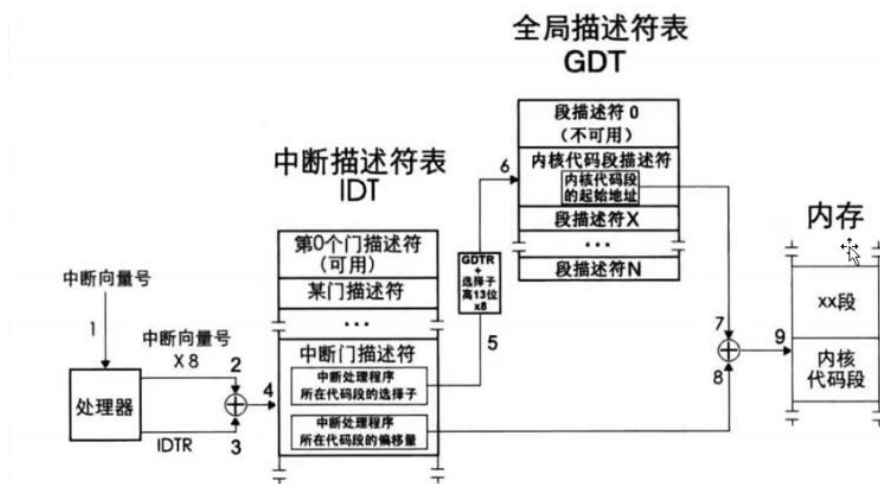 全局描述符表
GDT
段描述符 0
（不可用）
内核代码段描述符
内核代码段
的起始地址
段描述符X
...
段描述符N
中断描述符表
IDT
第0个门描述符
（可用）
某门描述符
...
中断门描述符
中断处理程序
所在代码段的选择子
中断处理程序
所在代码段的偏移量
中断向量号
1
处理器
中断向量号
X 8
2
IDTR
3
4
5
GDTR
+
选择子
高13位
x8
6
7
8
9
内存
xx段
内核
代码段